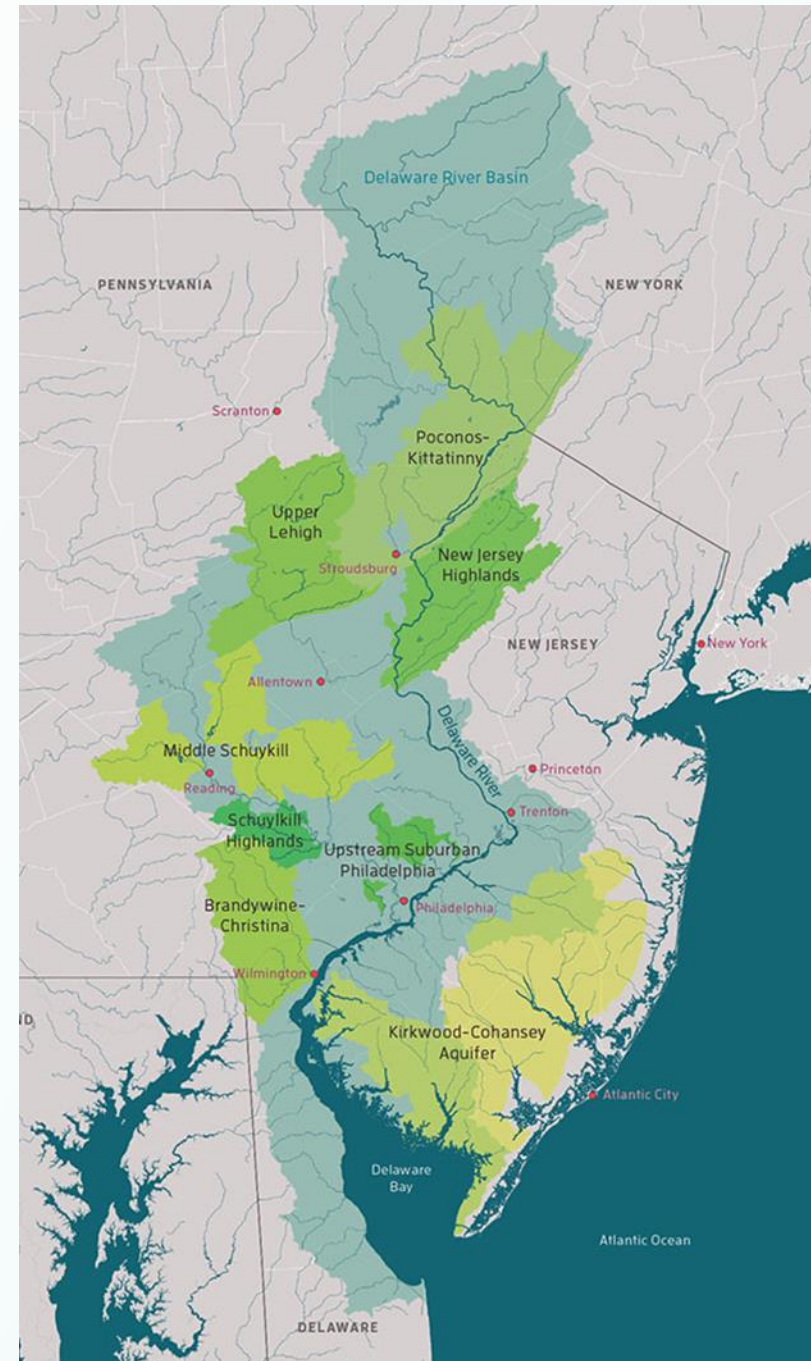 Delaware River Basin
PENNSYLVANIA
NEW YORK
Scranton
Poconos-
Kittatinny
Upper
Lehigh
Stroudsburg
New Jersey
Highlands
NEW JERSEY
New York
Allentown
Delaware River
Middle Schuykill
Princeton
Reading
Trenton
Schuylkill
Highlands
Upstream Suburban
Philadelphia
Brandywine-
Christina
Philadelphia
Wilmington
ND
Kirkwood-Cohansey
Aquifer
Atlantic City
Delaware
Bay
Atlantic Ocean
DELAWARE